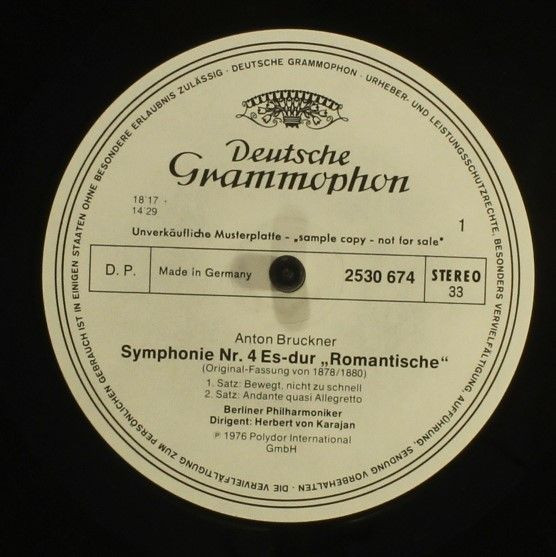 DIE VERVIELFÄLTIGUNG ZUM PERSÖNLICHEN GEBRAUCH IST IN EINIGEN STAATEN OHNE BESONDERE ERLAUBNIS ZULÄSSIG · DEUTSCHE GRAMMOPHON · URHEBER- UND LEISTUNGSSCHUTZRECHTE, BESONDERS VERVIELFÄLTIGUNG, AUFFÜHRUNG, SENDUNG VORBEHALTEN ·
Deutsche
Grammophon
18'17
14'29
1
Unverkäufliche Musterplatte - „sample copy - not for sale"
D. P. Made in Germany 2530 674 STEREO
33
Anton Bruckner
Symphonie Nr. 4 Es-dur „Romantische"
(Original-Fassung von 1878/1880)
1. Satz: Bewegt, nicht zu schnell
2. Satz: Andante quasi Allegretto
Berliner Philharmoniker
Dirigent: Herbert von Karajan
℗ 1976 Polydor International
GmbH